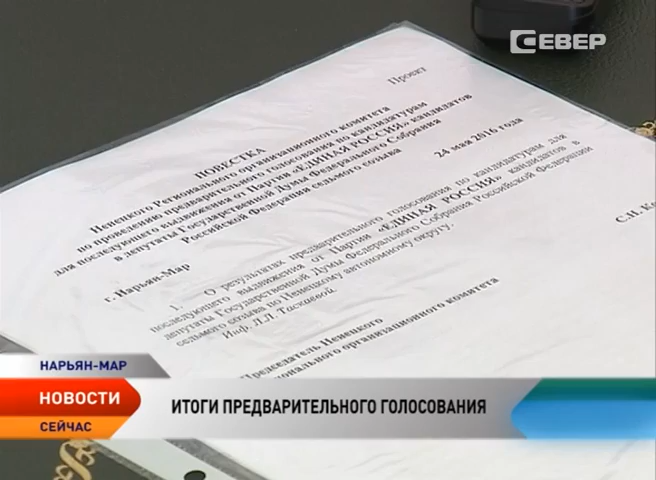 СЕВЕР
Проект
ПОВЕСТКА
Ненецкого Регионального организационного комитета
по проведению предварительного голосования по кандидатурам
для последующего выдвижения от Партии «ЕДИНАЯ РОССИЯ» кандидатов
в депутаты Государственной Думы Федерального Собрания
Российской Федерации седьмого созыва
г. Нарьян-Мар
24 мая 2016 года
1. О результатах предварительного голосования по кандидатурам для
последующего выдвижения от Партии «ЕДИНАЯ РОССИЯ» кандидатов в
депутаты Государственной Думы Федерального Собрания Российской Федерации
седьмого созыва по Ненецкому автономному округу.
Инф. Л.Л. Таскаевой.
Председатель Ненецкого
организационного комитета
С.Н.
НАРЬЯН-МАР
НОВОСТИ
СЕЙЧАС
ИТОГИ ПРЕДВАРИТЕЛЬНОГО ГОЛОСОВАНИЯ